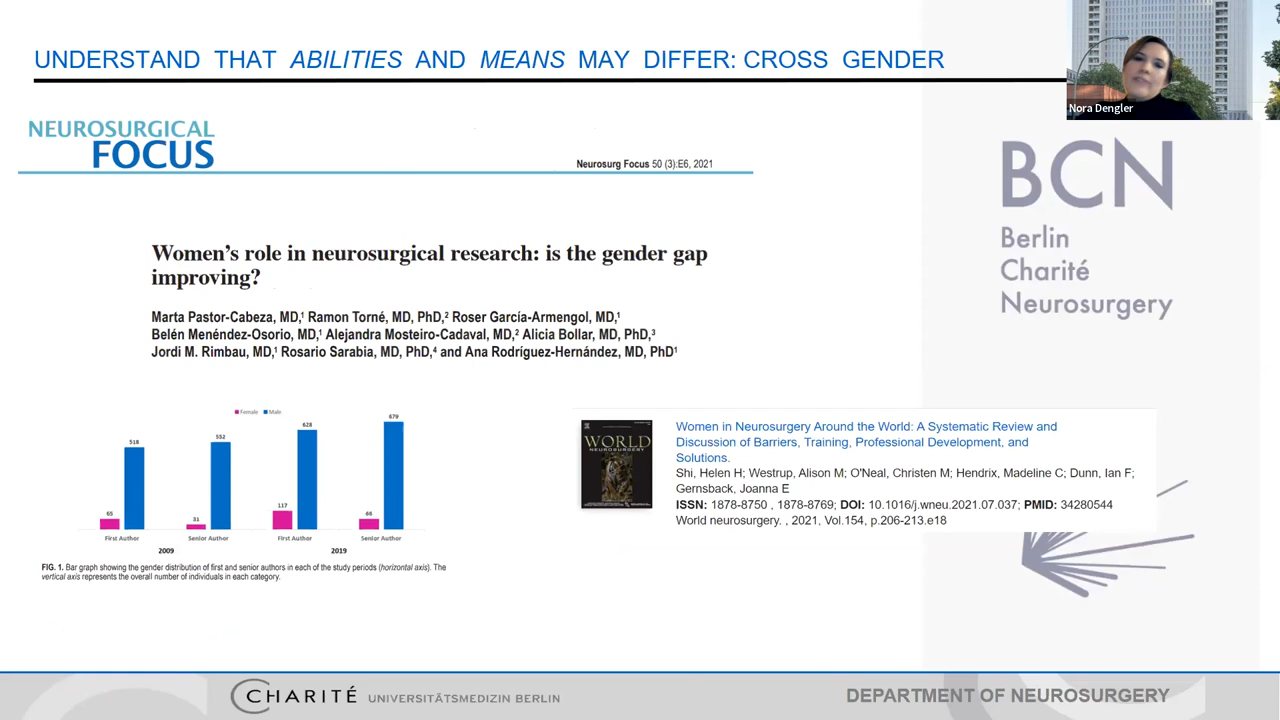 UNDERSTAND THAT ABILITIES AND MEANS MAY DIFFER: CROSS GENDER
Nora Dengler
NEUROSURGICAL
FOCUS
Neurosurg Focus 50 (3):E6, 2021
BCN
Berlin
Charité
Neurosurgery
Women's role in neurosurgical research: is the gender gap
improving?
Marta Pastor-Cabeza, MD,¹ Ramon Torné, MD, PhD,² Roser García-Armengol, MD,¹
Belén Menéndez-Osorio, MD,¹ Alejandra Mosteiro-Cadaval, MD,² Alicia Bollar, MD, PhD,³
Jordi M. Rimbau, MD,¹ Rosario Sarabia, MD, PhD,⁴ and Ana Rodríguez-Hernández, MD, PhD¹
Female Male
65 518 31 552 117 628 66 679
First Author Senior Author First Author Senior Author
2009 2019
FIG. 1. Bar graph showing the gender distribution of first and senior authors in each of the study periods (horizontal axis). The
vertical axis represents the overall number of individuals in each category.
WORLD
NEUROSURGERY
Women in Neurosurgery Around the World: A Systematic Review and
Discussion of Barriers, Training, Professional Development, and
Solutions.
Shi, Helen H; Westrup, Alison M; O'Neal, Christen M; Hendrix, Madeline C; Dunn, Ian F;
Gernsback, Joanna E
ISSN: 1878-8750 , 1878-8769; DOI: 10.1016/j.wneu.2021.07.037; PMID: 34280544
World neurosurgery. , 2021, Vol.154, p.206-213.e18
CHARITÉ UNIVERSITÄTSMEDIZIN BERLIN
DEPARTMENT OF NEUROSURGERY